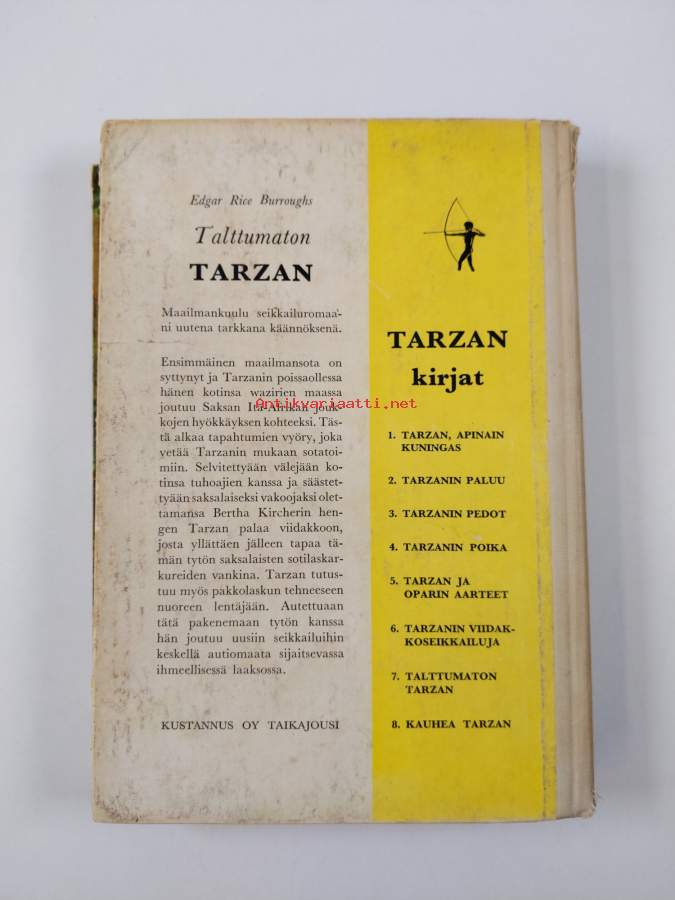 Edgar Rice Burroughs
Talttumaton
TARZAN
Maailmankuulu seikkailuromaa-
ni uutena tarkkana käännöksenä.
Ensimmäinen maailmansota on
syttynyt ja Tarzanin poissaollessa
hänen kotinsa wazirien maassa
joutuu Saksan Itä-Afrikan jouk-
kojen hyökkäyksen kohteeksi. Täs-
tä alkaa tapahtumien vyöry, joka
vetää Tarzanin mukaan sotatoi-
miin. Selvitettyään välejään ko-
tinsa tuhoajien kanssa ja säästet-
tyään saksalaiseksi vakoojaksi olet-
tamansa Bertha Kircherin hen-
gen Tarzan palaa viidakkoon,
josta yllättäen jälleen tapaa tä-
män tytön saksalaisten sotilaskar-
kureiden vankina. Tarzan tutus-
tuu myös pakkolaskun tehneeseen
nuoreen lentäjään. Autettuaan
tätä pakenemaan tytön kanssa
hän joutuu uusiin seikkailuihin
keskellä autiomaata sijaitsevassa
ihmeellisessä laaksossa.
KUSTANNUS OY TAIKAJOUSI
TARZAN
kirjat
1. TARZAN, APINAIN
KUNINGAS
2. TARZANIN PALUU
3. TARZANIN PEDOT
4. TARZANIN POIKA
5. TARZAN JA
OPARIN AARTEET
6. TARZANIN VIIDAK-
KOSEIKKAILUJA
7. TALTTUMATON
TARZAN
8. KAUHEA TARZAN
Antikvariaatti.net